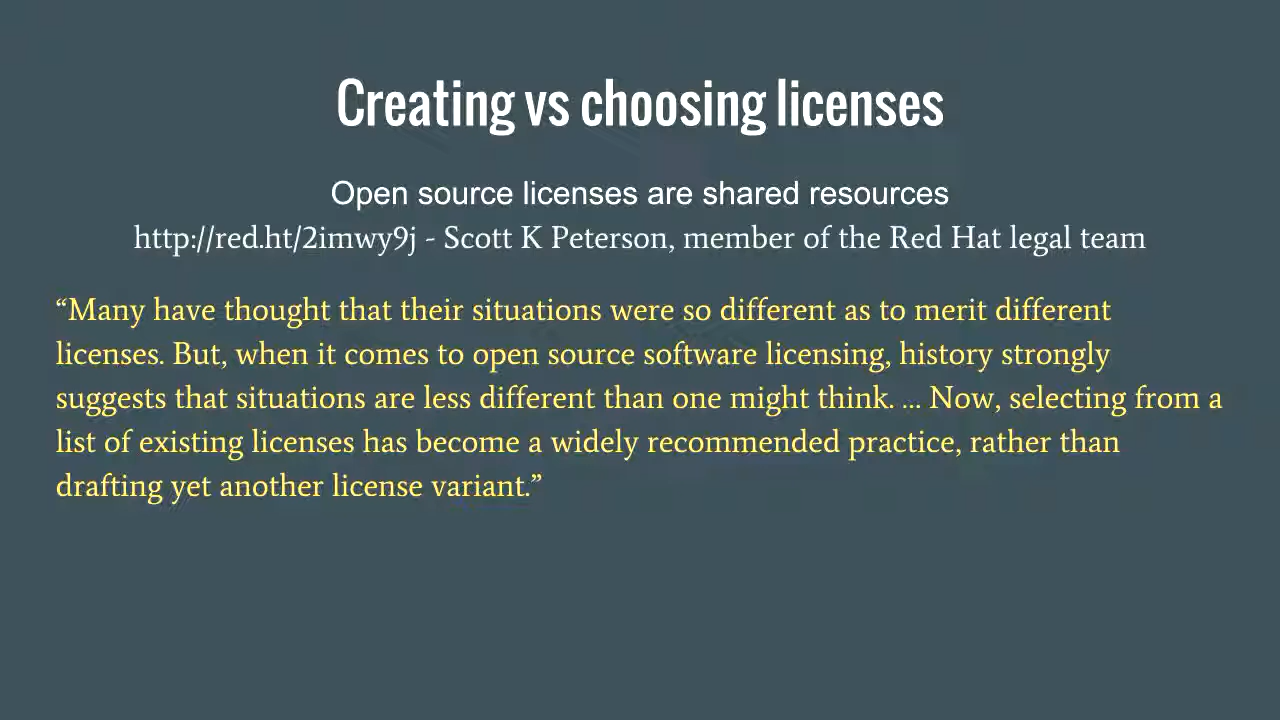 Creating vs choosing licenses
Open source licenses are shared resources
http://red.ht/2imwy9j - Scott K Peterson, member of the Red Hat legal team
“Many have thought that their situations were so different as to merit different
licenses. But, when it comes to open source software licensing, history strongly
suggests that situations are less different than one might think. ... Now, selecting from a
list of existing licenses has become a widely recommended practice, rather than
drafting yet another license variant.”